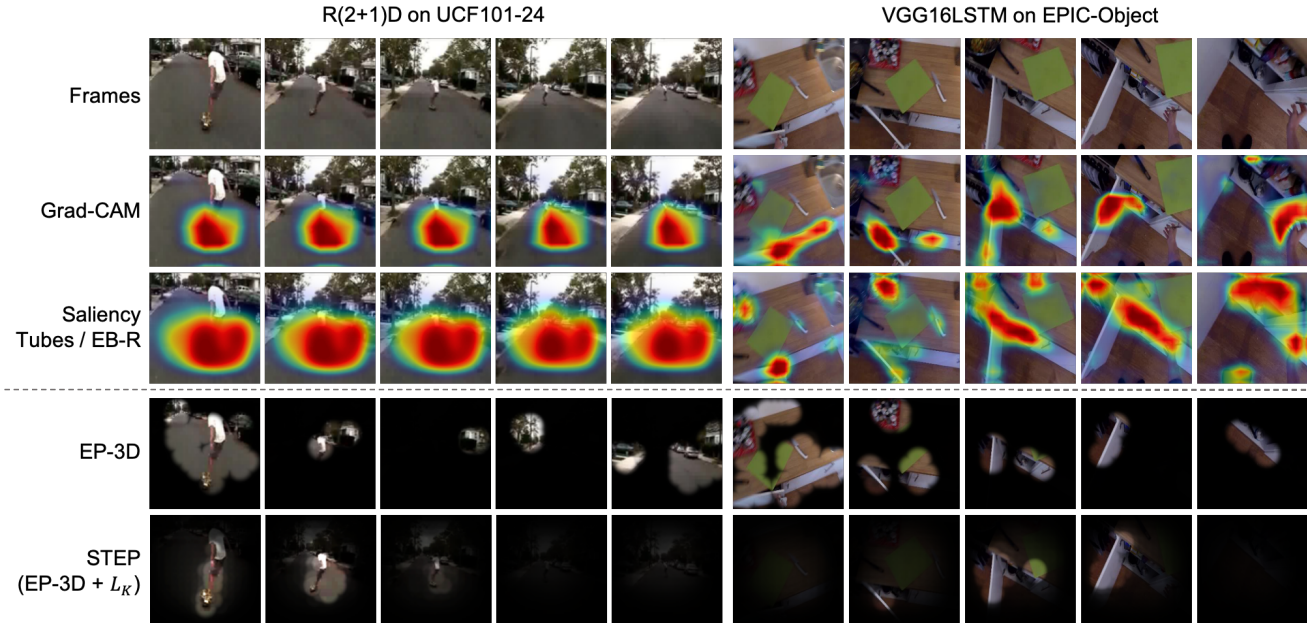 R(2+1)D on UCF101-24
VGG16LSTM on EPIC-Object
Frames
Grad-CAM
Saliency
Tubes / EB-R
EP-3D
STEP
(EP-3D + L_K)